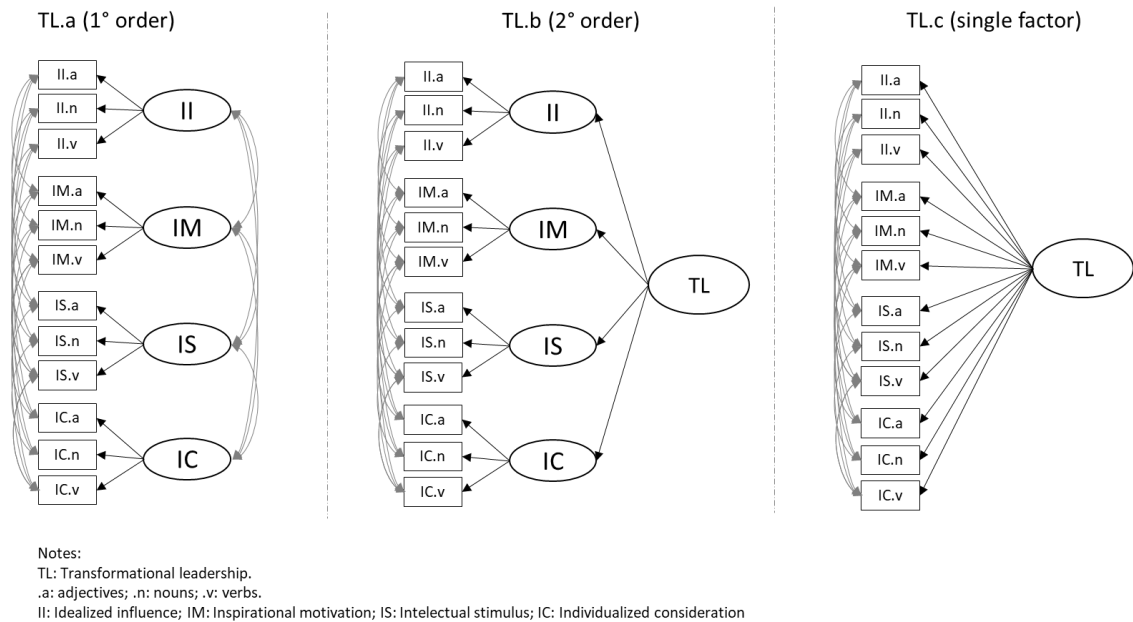 TL.a (1° order)
II.a
II.n
II.v
II
IM.a
IM.n
IM.v
IM
IS.a
IS.n
IS.v
IS
IC.a
IC.n
IC.v
IC
TL.b (2° order)
II.a
II.n
II.v
II
IM.a
IM.n
IM.v
IM
IS.a
IS.n
IS.v
IS
IC.a
IC.n
IC.v
IC
TL
TL.c (single factor)
II.a
II.n
II.v
IM.a
IM.n
IM.v
IS.a
IS.n
IS.v
IC.a
IC.n
IC.v
TL
Notes:
TL: Transformational leadership.
.a: adjectives; .n: nouns; .v: verbs.
II: Idealized influence; IM: Inspirational motivation; IS: Intelectual stimulus; IC: Individualized consideration